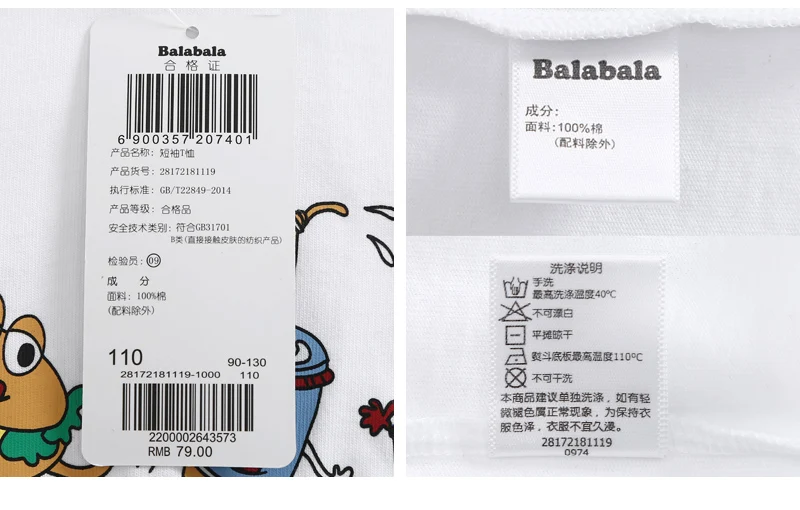 Balabala
合格证
6 900357 207401
产品名称：短袖T恤
产品货号：28172181119
执行标准：GB/T22849-2014
产品等级：合格品
安全技术类别：符合GB31701
B类(直接接触皮肤的纺织产品)
检验员：09
成 分
面料：100%棉
(配料除外)
110 90-130
28172181119-1000 110
2200002643573
RMB 79.00
Balabala
成分：
面料：100%棉
(配料除外)
洗涤说明
手洗
最高洗涤温度40℃
不可漂白
平摊晾干
熨斗底板最高温度110℃
不可干洗
本商品建议单独洗涤，如有轻
微褪色属正常现象，为保持衣
服色泽，衣服不宜久浸。
28172181119
0974